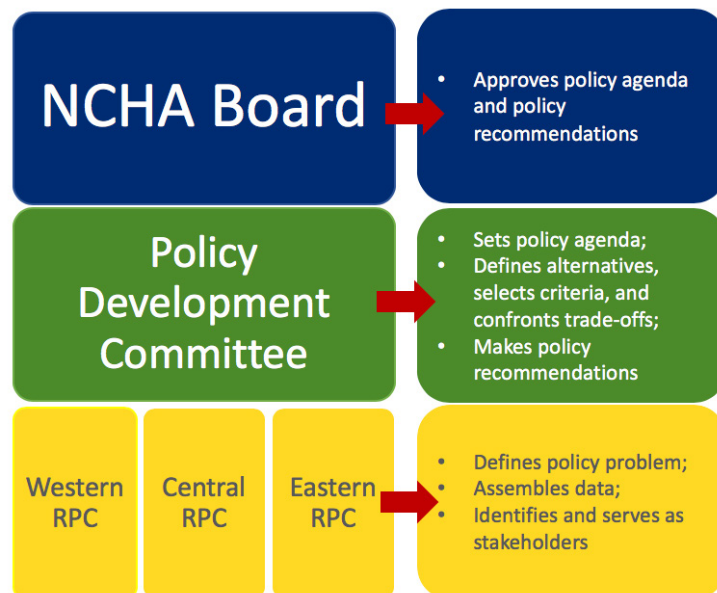 NCHA Board
• Approves policy agenda
and policy
recommendations
Policy
Development
Committee
• Sets policy agenda;
• Defines alternatives,
selects criteria, and
confronts trade-offs;
• Makes policy
recommendations
Western
RPC
Central
RPC
Eastern
RPC
• Defines policy problem;
• Assembles data;
• Identifies and serves as
stakeholders